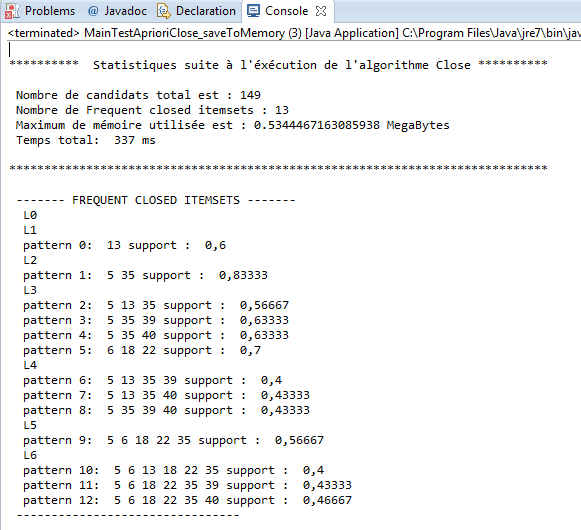 Problems @ Javadoc Declaration Console
<terminated> MainTestAprioriClose_saveToMemory (3) [Java Application] C:\Program Files\Java\jre7\bin\jav
********** Statistiques suite à l'éxécution de l'algorithme Close **********
Nombre de candidats total est : 149
Nombre de Frequent closed itemsets : 13
Maximum de mémoire utilisée est : 0.5344467163085938 MegaBytes
Temps total: 337 ms
*****************************************************************************
------- FREQUENT CLOSED ITEMSETS -------
L0
L1
pattern 0: 13 support : 0,6
L2
pattern 1: 5 35 support : 0,83333
L3
pattern 2: 5 13 35 support : 0,56667
pattern 3: 5 35 39 support : 0,63333
pattern 4: 5 35 40 support : 0,63333
pattern 5: 6 18 22 support : 0,7
L4
pattern 6: 5 13 35 39 support : 0,4
pattern 7: 5 13 35 40 support : 0,43333
pattern 8: 5 35 39 40 support : 0,43333
L5
pattern 9: 5 6 18 22 35 support : 0,56667
L6
pattern 10: 5 6 13 18 22 35 support : 0,4
pattern 11: 5 6 18 22 35 39 support : 0,43333
pattern 12: 5 6 18 22 35 40 support : 0,46667
--------------------------------